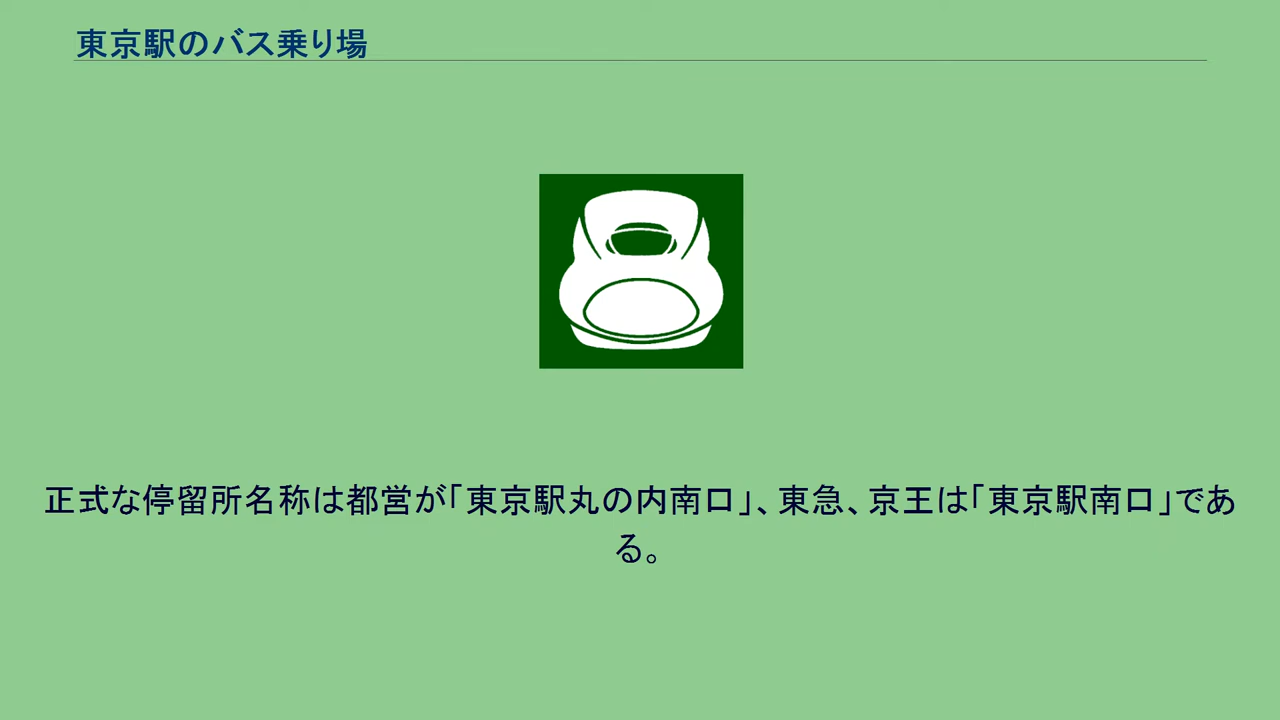 東京駅のバス乗り場
正式な停留所名称は都営が「東京駅丸の内南口」、東急、京王は「東京駅南口」であ
る。